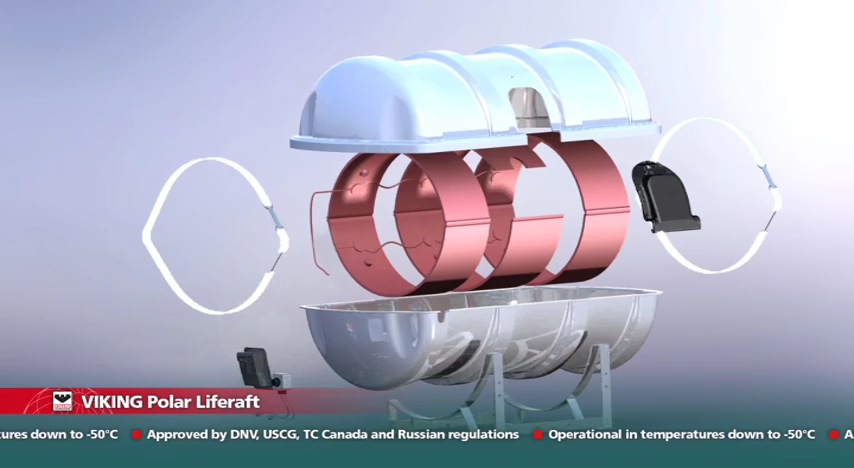 VIKING Polar Liferaft
ures down to -50°C Approved by DNV, USCG, TC Canada and Russian regulations Operational in temperatures down to -50°C A